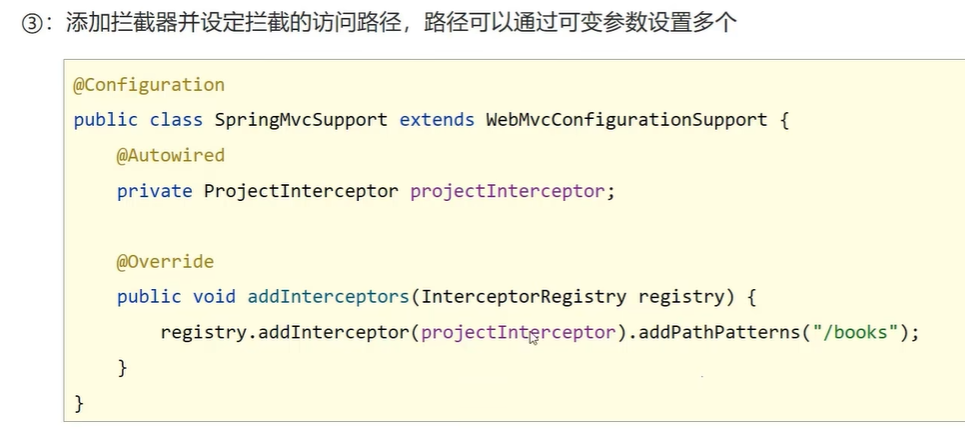 ③：添加拦截器并设定拦截的访问路径，路径可以通过可变参数设置多个
@Configuration
public class SpringMvcSupport extends WebMvcConfigurationSupport {
    @Autowired
    private ProjectInterceptor projectInterceptor;
    @Override
    public void addInterceptors(InterceptorRegistry registry) {
        registry.addInterceptor(projectInterceptor).addPathPatterns("/books");
    }
}